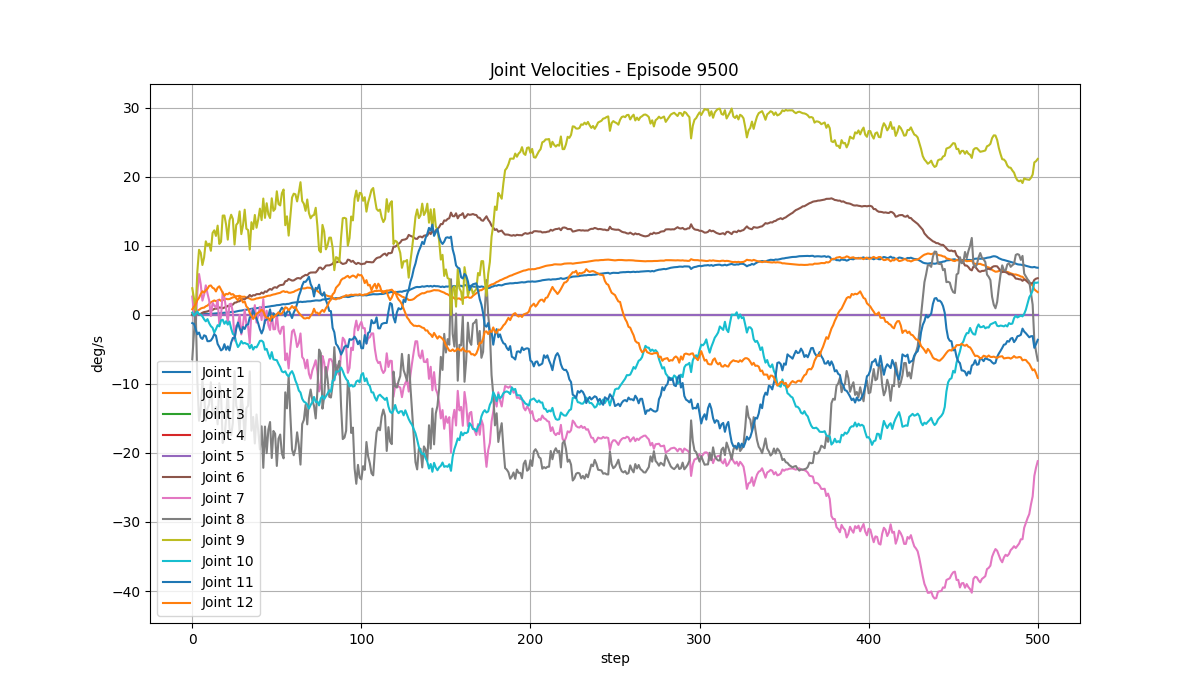 Joint Velocities - Episode 9500
deg/s
30
20
10
0
−10
−20
−30
−40
Joint 1
Joint 2
Joint 3
Joint 4
Joint 5
Joint 6
Joint 7
Joint 8
Joint 9
Joint 10
Joint 11
Joint 12
0 100 200 300 400 500
step